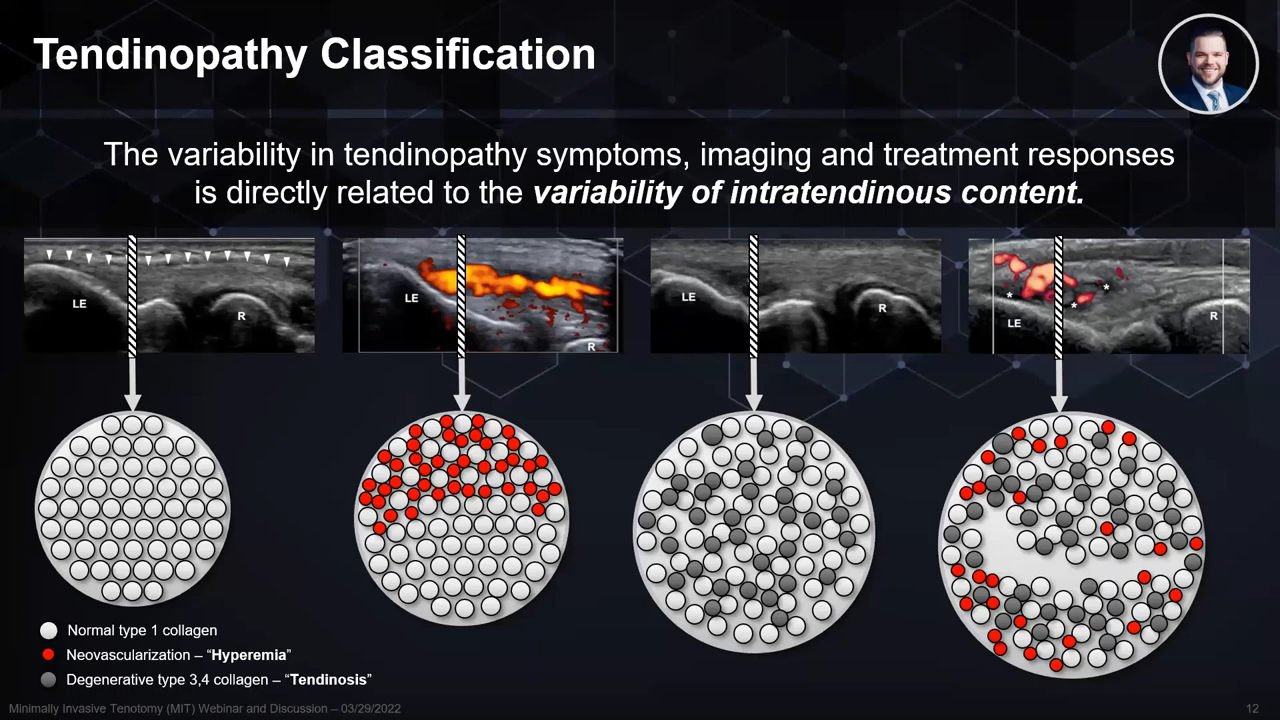 Tendinopathy Classification
The variability in tendinopathy symptoms, imaging and treatment responses
is directly related to the variability of intratendinous content.
LE
R
LE
R
LE
R
* * *
LE
R
Normal type 1 collagen
Neovascularization – “Hyperemia”
Degenerative type 3,4 collagen – “Tendinosis”
Minimally Invasive Tenotomy (MIT) Webinar and Discussion – 03/29/2022
12